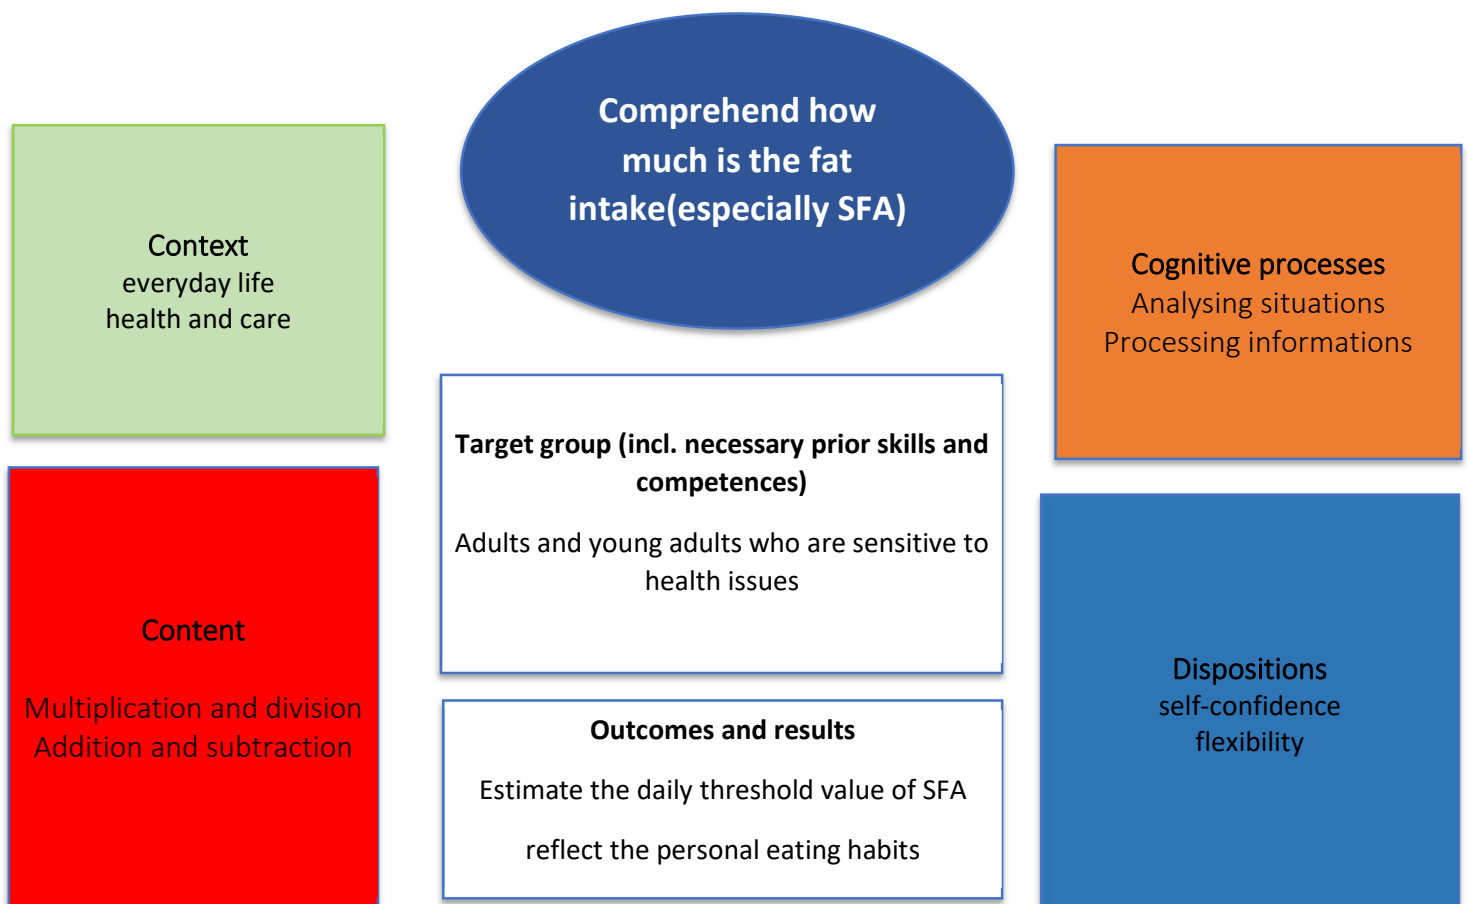 Comprehend how
much is the fat
intake(especially SFA)
Context
everyday life
health and care
Cognitive processes
Analysing situations
Processing informations
Target group (incl. necessary prior skills and
competences)
Adults and young adults who are sensitive to
health issues
Content
Multiplication and division
Addition and subtraction
Dispositions
self-confidence
flexibility
Outcomes and results
Estimate the daily threshold value of SFA
reflect the personal eating habits